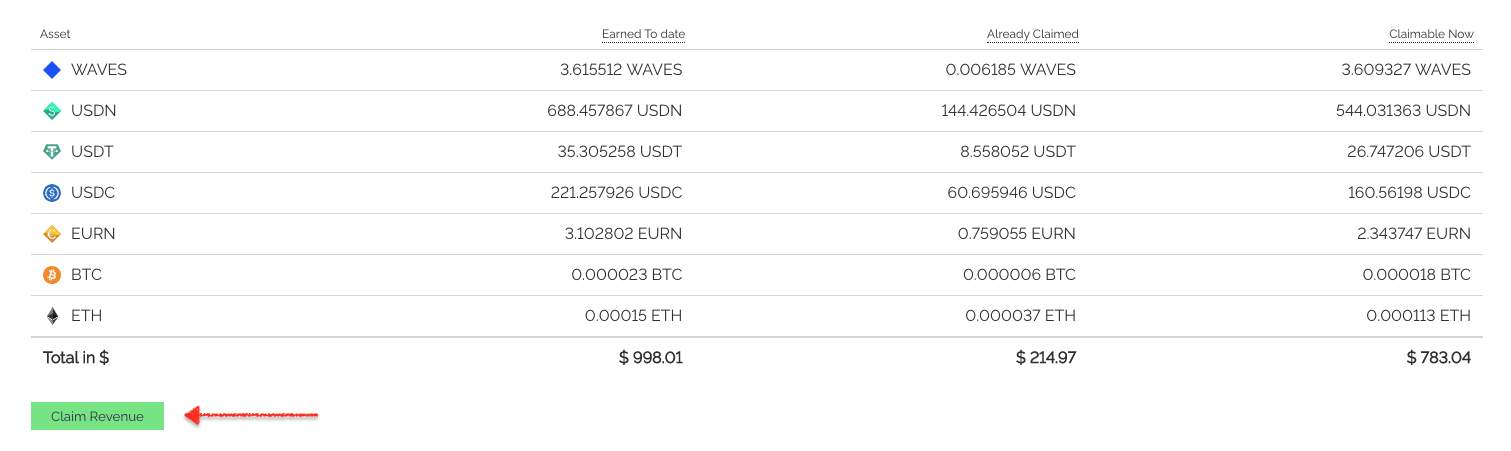 Asset Earned To date Already Claimed Claimable Now
WAVES 3.615512 WAVES 0.006185 WAVES 3.609327 WAVES
USDN 688.457867 USDN 144.426504 USDN 544.031363 USDN
USDT 35.305258 USDT 8.558052 USDT 26.747206 USDT
USDC 221.257926 USDC 60.695946 USDC 160.56198 USDC
EURN 3.102802 EURN 0.759055 EURN 2.343747 EURN
BTC 0.000023 BTC 0.000006 BTC 0.000018 BTC
ETH 0.00015 ETH 0.000037 ETH 0.000113 ETH
Total in $ $ 998.01 $ 214.97 $ 783.04
Claim Revenue